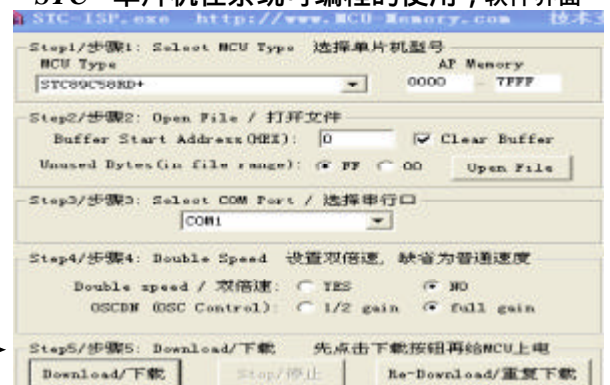 STC 单片机在系统可编程的使用，软件界面
STC-ISP.exe http://www.MCU-Memory.com 技术支
Step1/步骤1: Select MCU Type 选择单片机型号
MCU Type AP Memory
STC89C58RD+ 0000 - 7FFF
Step2/步骤2: Open File / 打开文件
Buffer Start Address(HEX): 0 Clear Buffer
Unused Bytes(in file range): FF 00 Open File
Step3/步骤3: Select COM Port / 选择串行口
COM1
Step4/步骤4: Double Speed 设置双倍速, 缺省为普通速度
Double speed / 双倍速: YES NO
OSCDN (OSC Control): 1/2 gain full gain
Step5/步骤5: Download/下载 先点击下载按钮再给MCU上电
Download/下载 Stop/停止 Re-Download/重复下载